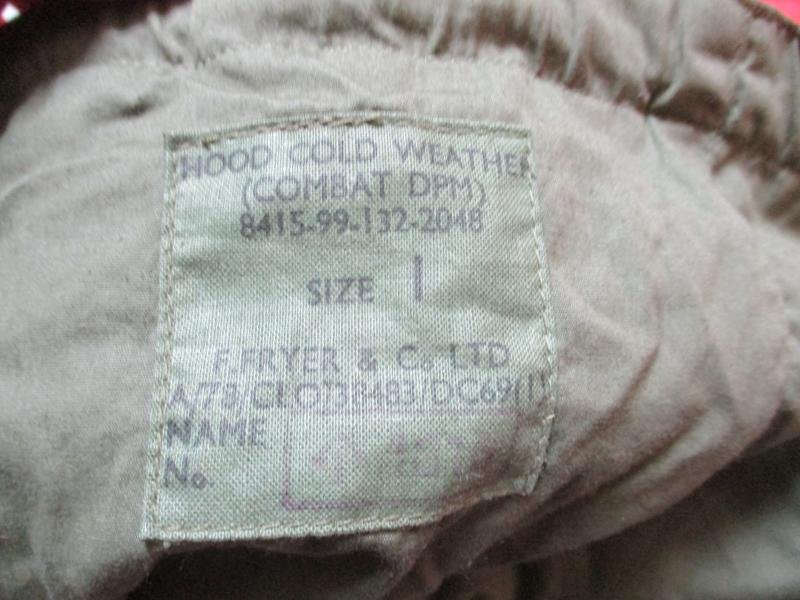 HOOD COLD WEATHER
(COMBAT DPM)
8415-99-132-2048
SIZE 1
F. FRYER & Co LTD
NAME
No.